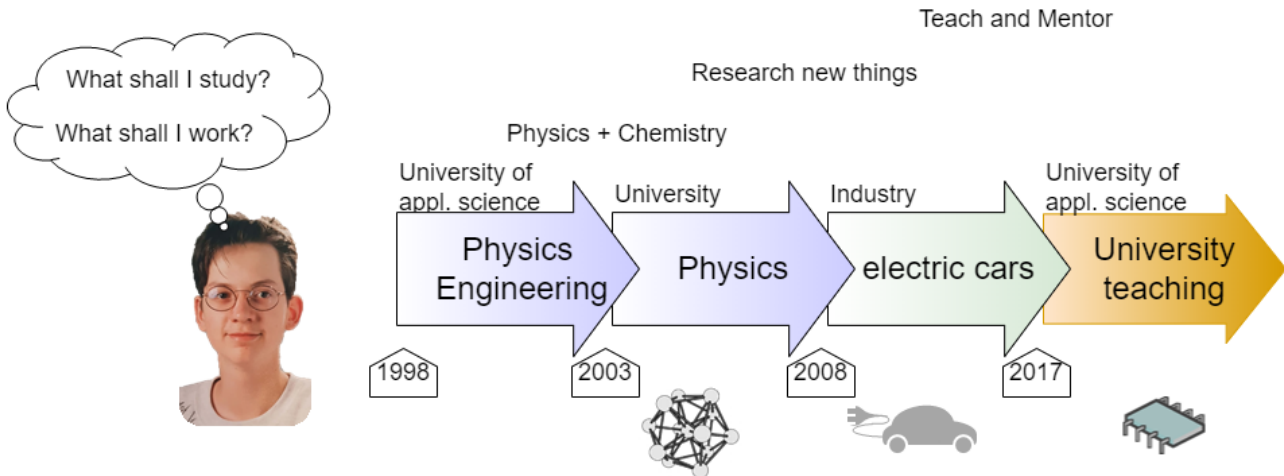 Teach and Mentor
What shall I study?
Research new things
What shall I work?
Physics + Chemistry
University of
appl. science
University
Industry
University of
appl. science
Physics
Engineering
Physics
electric cars
University
teaching
1998
2003
2008
2017